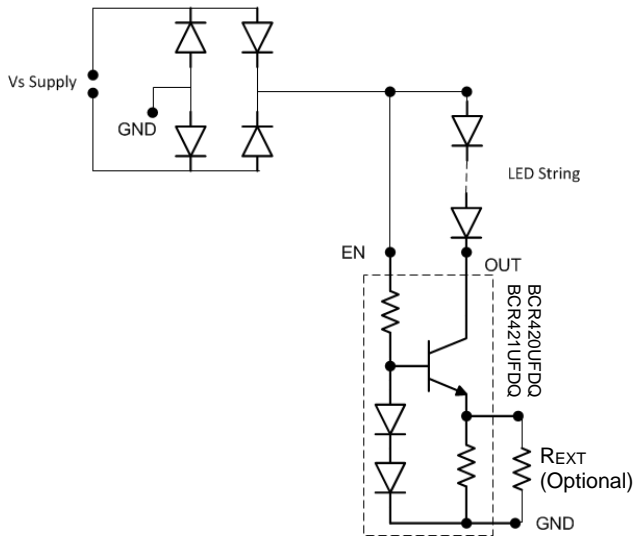 Vs Supply
GND
LED String
EN
OUT
BCR420UFDQ
BCR421UFDQ
REXT
(Optional)
GND